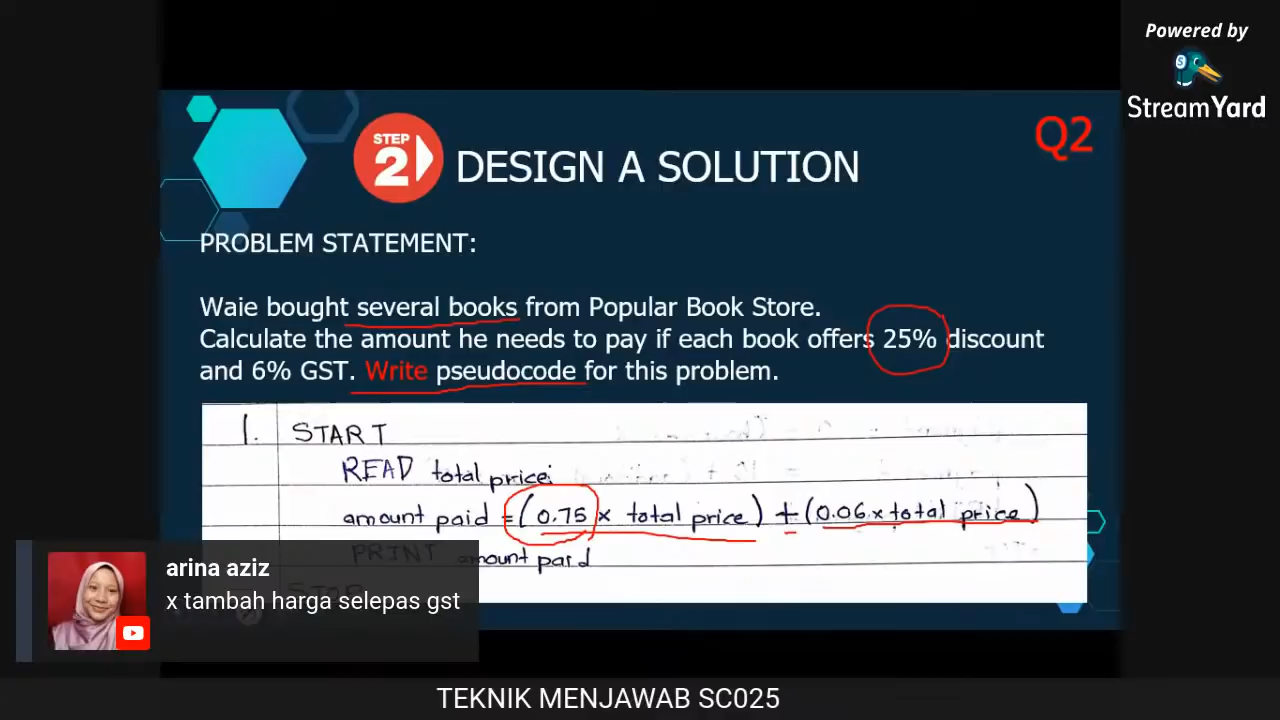 Powered by
StreamYard
Q2
STEP
2
DESIGN A SOLUTION
PROBLEM STATEMENT:
Waie bought several books from Popular Book Store.
Calculate the amount he needs to pay if each book offers 25% discount
and 6% GST. Write pseudocode for this problem.
1. START
READ total price;
amount paid = (0.75 x total price) + (0.06 x total price)
PRINT amount paid
STOP
arina aziz
x tambah harga selepas gst
TEKNIK MENJAWAB SC025